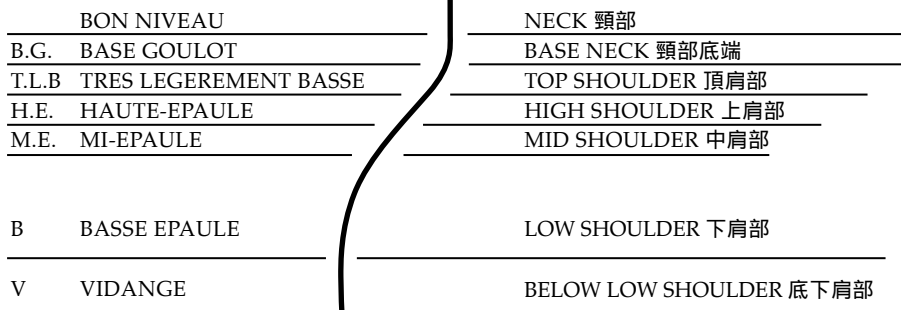 BON NIVEAU NECK 頸部
B.G. BASE GOULOT BASE NECK 頸部底端
T.L.B TRES LEGEREMENT BASSE TOP SHOULDER 頂肩部
H.E. HAUTE-EPAULE HIGH SHOULDER 上肩部
M.E. MI-EPAULE MID SHOULDER 中肩部
B BASSE EPAULE LOW SHOULDER 下肩部
V VIDANGE BELOW LOW SHOULDER 底下肩部